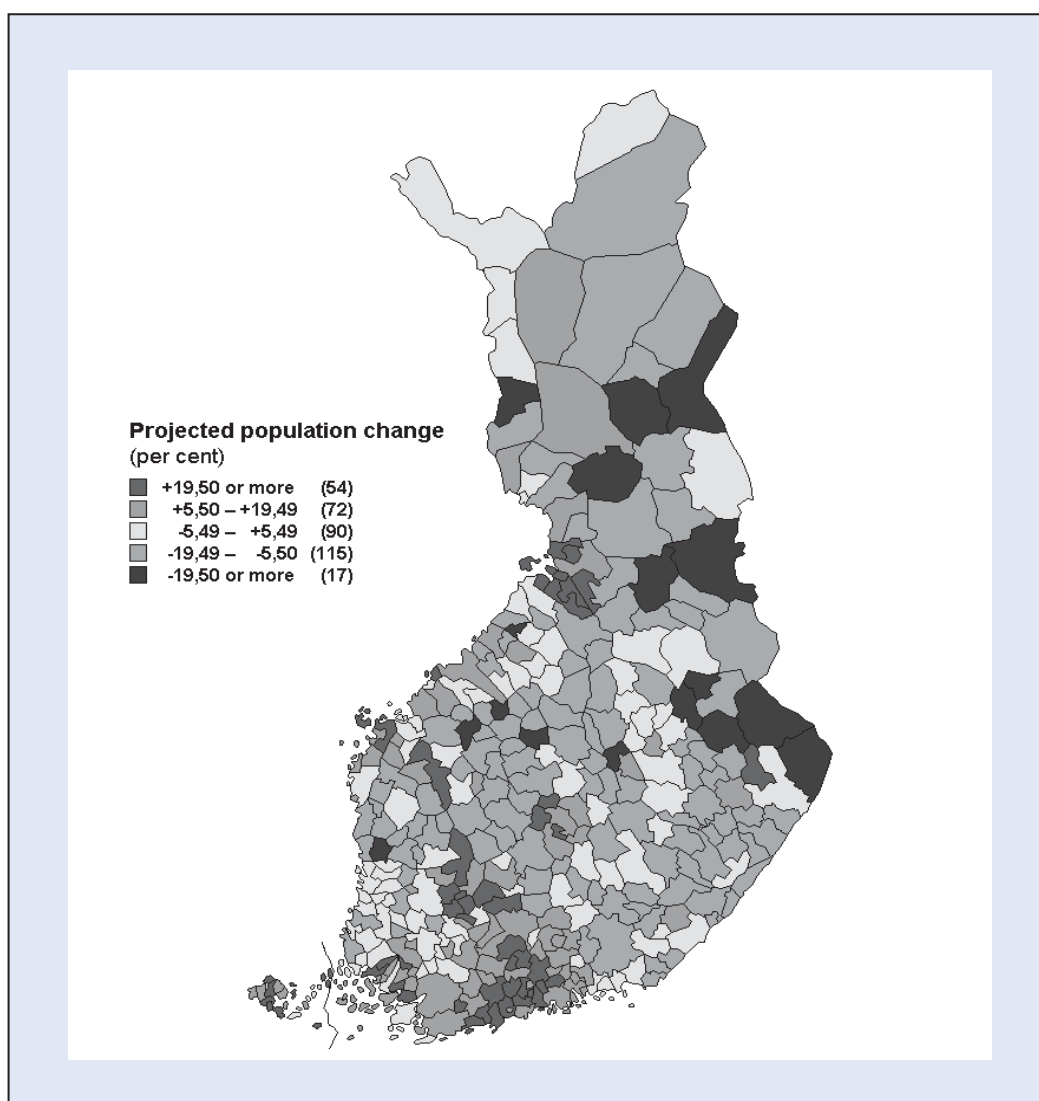 Projected population change
(per cent)
+19,50 or more (54)
+5,50 – +19,49 (72)
-5,49 – +5,49 (90)
-19,49 – -5,50 (115)
-19,50 or more (17)